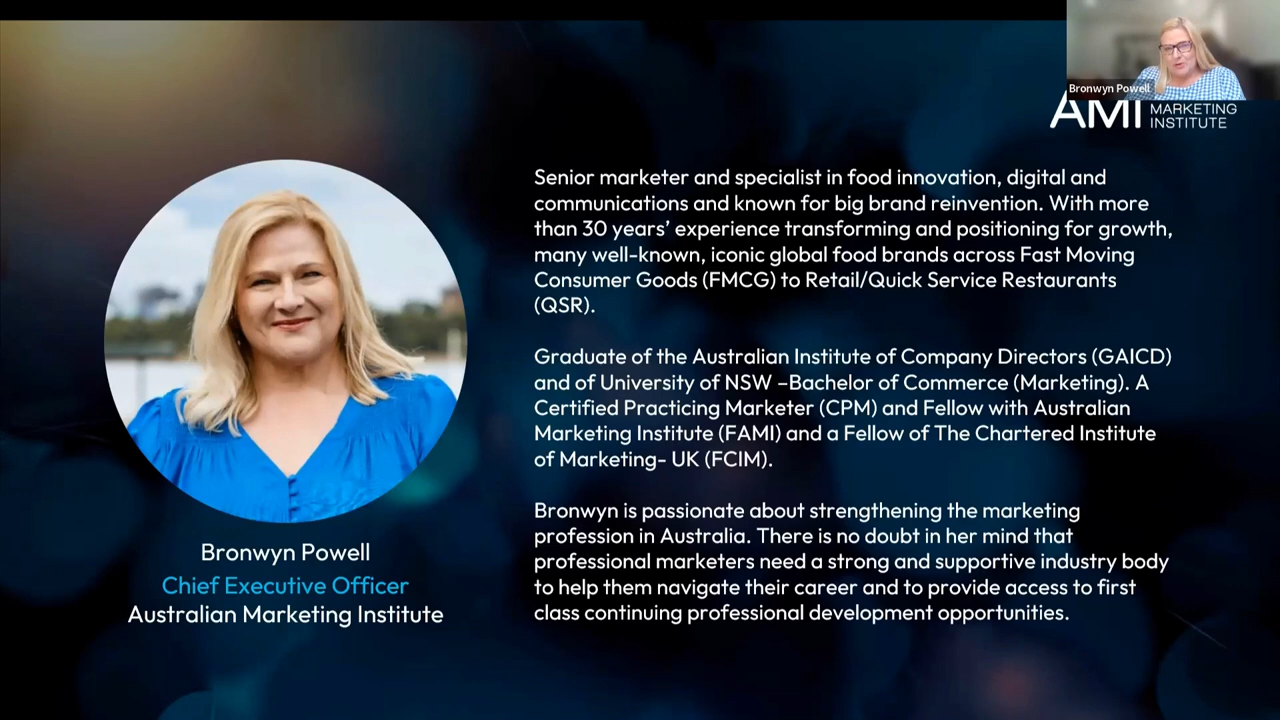 Bronwyn Powell
AMI MARKETING
INSTITUTE
Senior marketer and specialist in food innovation, digital and
communications and known for big brand reinvention. With more
than 30 years' experience transforming and positioning for growth,
many well-known, iconic global food brands across Fast Moving
Consumer Goods (FMCG) to Retail/Quick Service Restaurants
(QSR).
Graduate of the Australian Institute of Company Directors (GAICD)
and of University of NSW –Bachelor of Commerce (Marketing). A
Certified Practicing Marketer (CPM) and Fellow with Australian
Marketing Institute (FAMI) and a Fellow of The Chartered Institute
of Marketing- UK (FCIM).
Bronwyn is passionate about strengthening the marketing
profession in Australia. There is no doubt in her mind that
professional marketers need a strong and supportive industry body
to help them navigate their career and to provide access to first
class continuing professional development opportunities.
Bronwyn Powell
Chief Executive Officer
Australian Marketing Institute